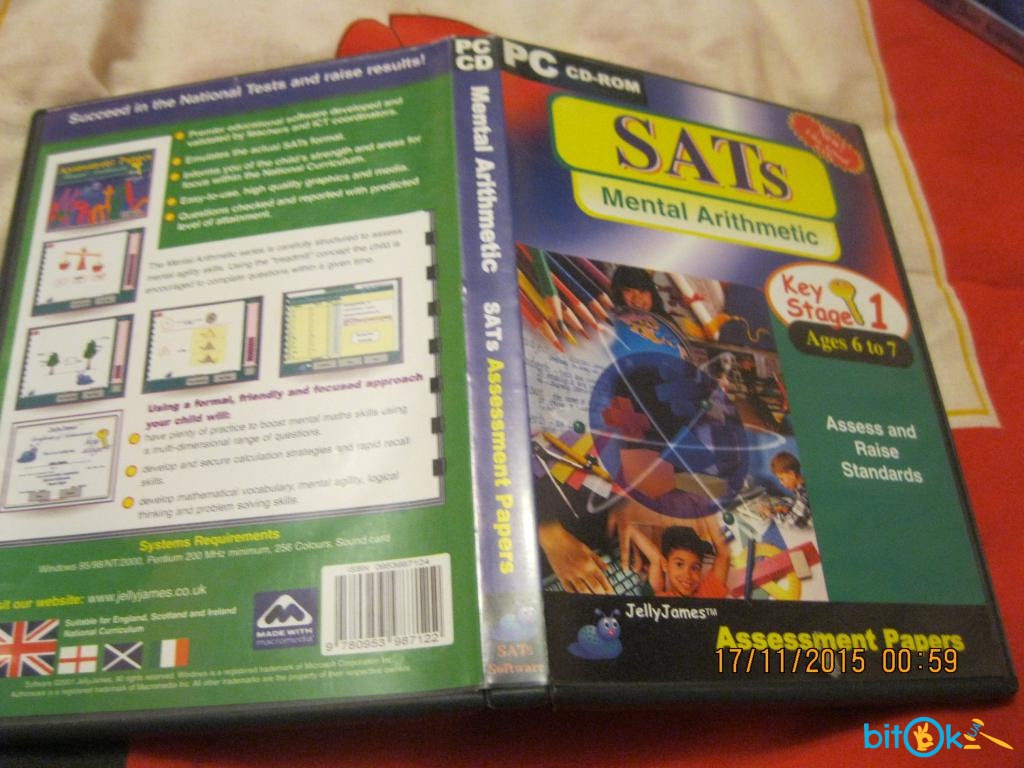 Succeed in the National Tests and raise results!
Premier educational software developed and
validated by teachers and ICT coordinators.
Emulates the actual SATs format.
Informs you of the child's strength and areas for
focus within the National Curriculum.
Easy-to-use, high quality graphics and media.
Questions checked and reported with predicted
level of attainment.
The Mental Arithmetic series is carefully structured to assess
mental agility skills. Using the "treadmill" concept the child is
encouraged to complete questions within a given time.
Using a formal, friendly and focused approach
your child will:
have plenty of practice to boost mental maths skills using
a multi-dimensional range of questions.
develop and secure calculation strategies and rapid recall
skills.
develop mathematical vocabulary, mental agility, logical
thinking and problem solving skills.
Systems Requirements
Windows 95/98/NT/2000, Pentium 200 MHz minimum, 256 Colours, Sound card
sit our website: www.jellyjames.co.uk
Suitable for England, Scotland and Ireland
National Curriculum
MADE WITH
macromedia
ISBN 0953987124
9 780953 987122
PC
CD
Mental Arithmetic SATs Assessment Papers
SATs
Software
PC CD-ROM
SATs
Mental Arithmetic
Key
Stage 1
Ages 6 to 7
Assess and
Raise
Standards
JellyJames™
Assessment Papers
17/11/2015 00:59
bitOk.UA